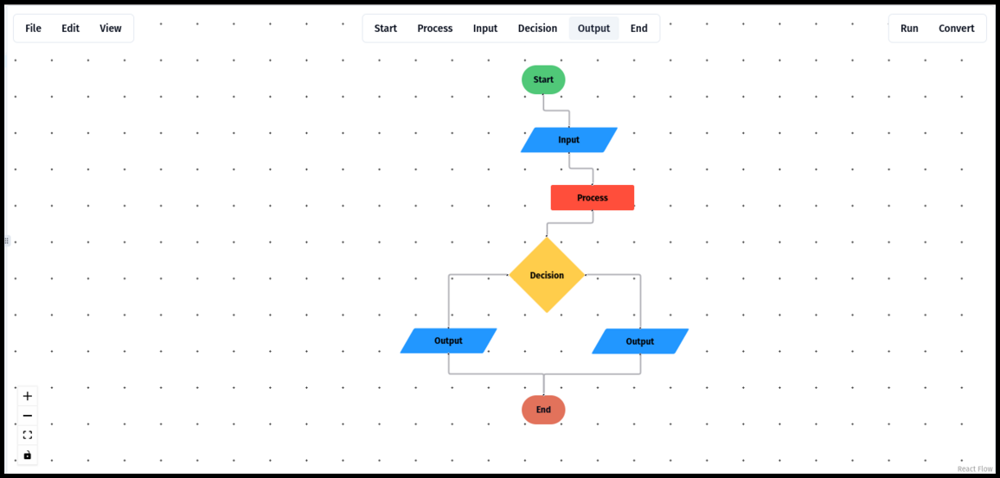 File Edit View Start Process Input Decision Output End Run Convert
Start
Input
Process
Decision
Output Output
End
React Flow